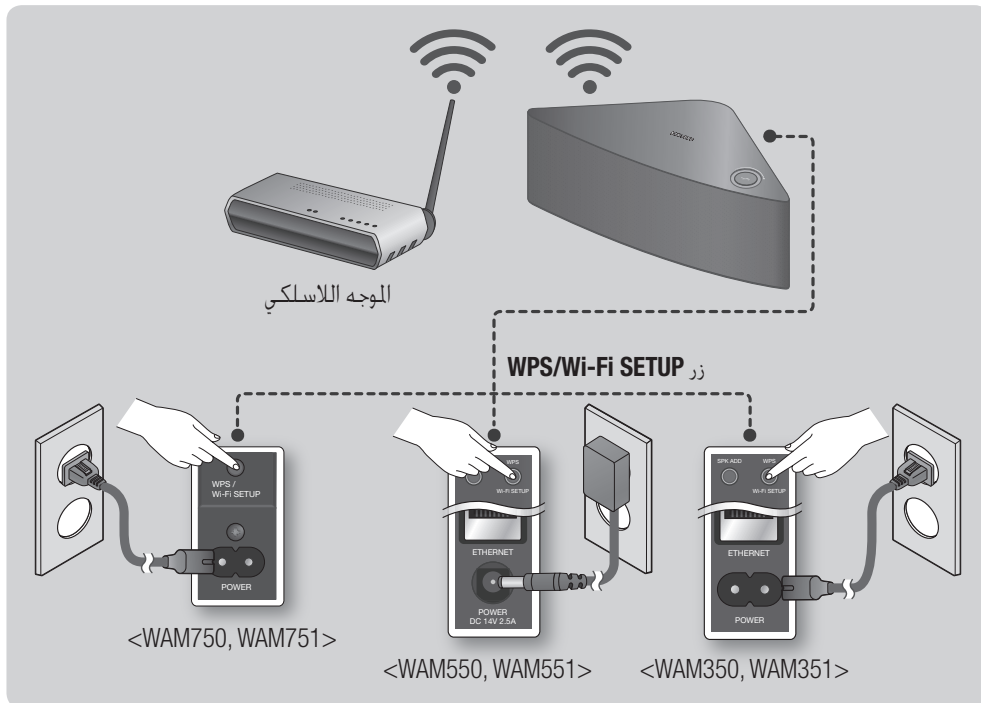 الموجه اللاسلكي
زر WPS/Wi-Fi SETUP
WPS /
Wi-Fi SETUP
POWER
<WAM750, WAM751>
WPS
Wi-Fi SETUP
ETHERNET
POWER
DC 14V 2.5A
<WAM550, WAM551>
SPK ADD WPS
Wi-Fi SETUP
ETHERNET
POWER
<WAM350, WAM351>